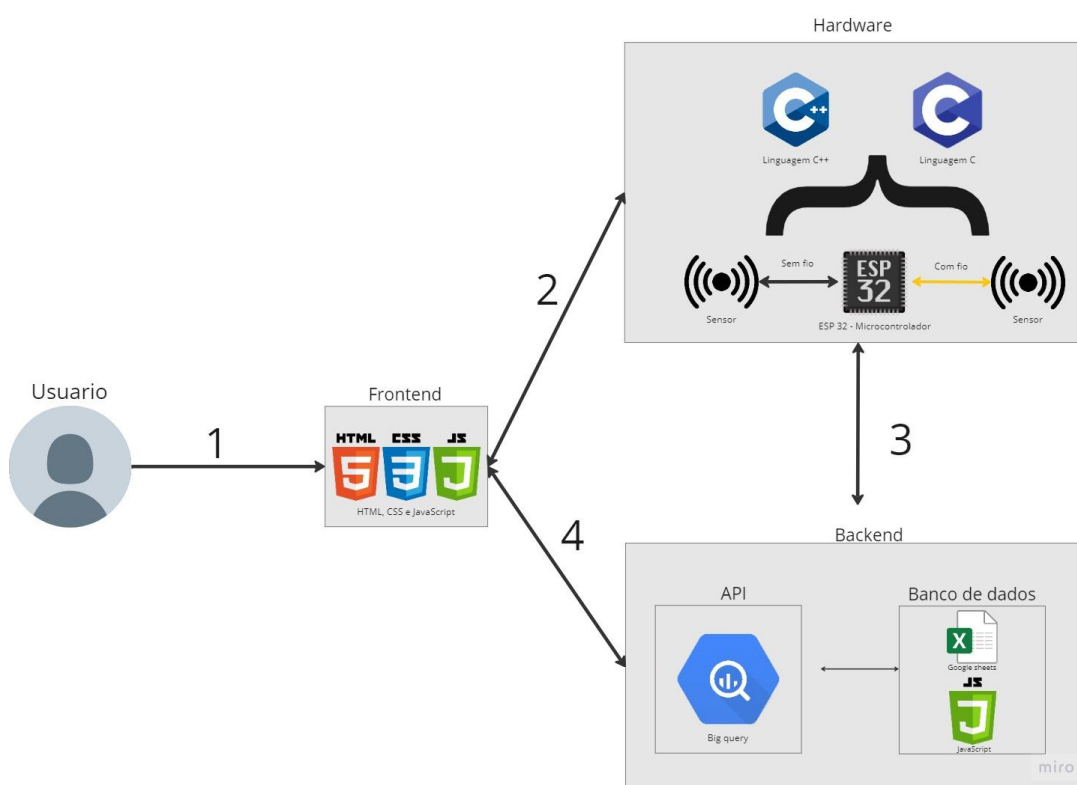 Hardware
C++
Linguagem C++
C
Linguagem C
Sem fio
ESP
32
Com fio
Sensor
ESP 32 - Microcontrolador
Sensor
2
Usuario
1
Frontend
HTML
CSS
JS
5
3
HTML, CSS e JavaScript
3
4
Backend
API
Big query
Banco de dados
X
Google sheets
JS
JavaScript
miro